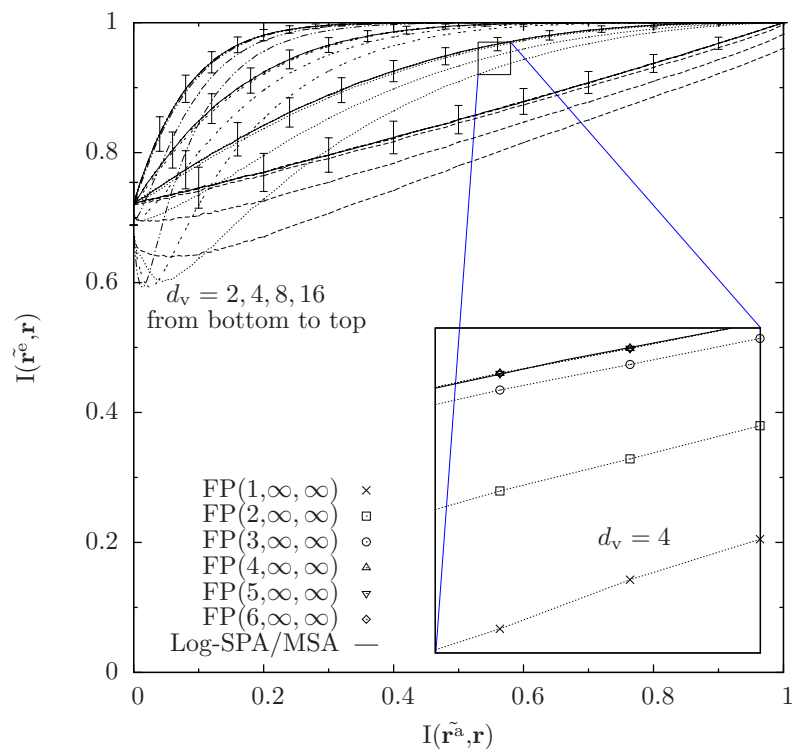 1
0.8
0.6
0.4
0.2
0
0
0.2
0.4
0.6
0.8
1
I(r̃ᵉ,r)
I(r̃ᵃ,r)
d_v = 2, 4, 8, 16
from bottom to top
FP(1,∞,∞)
FP(2,∞,∞)
FP(3,∞,∞)
FP(4,∞,∞)
FP(5,∞,∞)
FP(6,∞,∞)
Log-SPA/MSA
d_v = 4